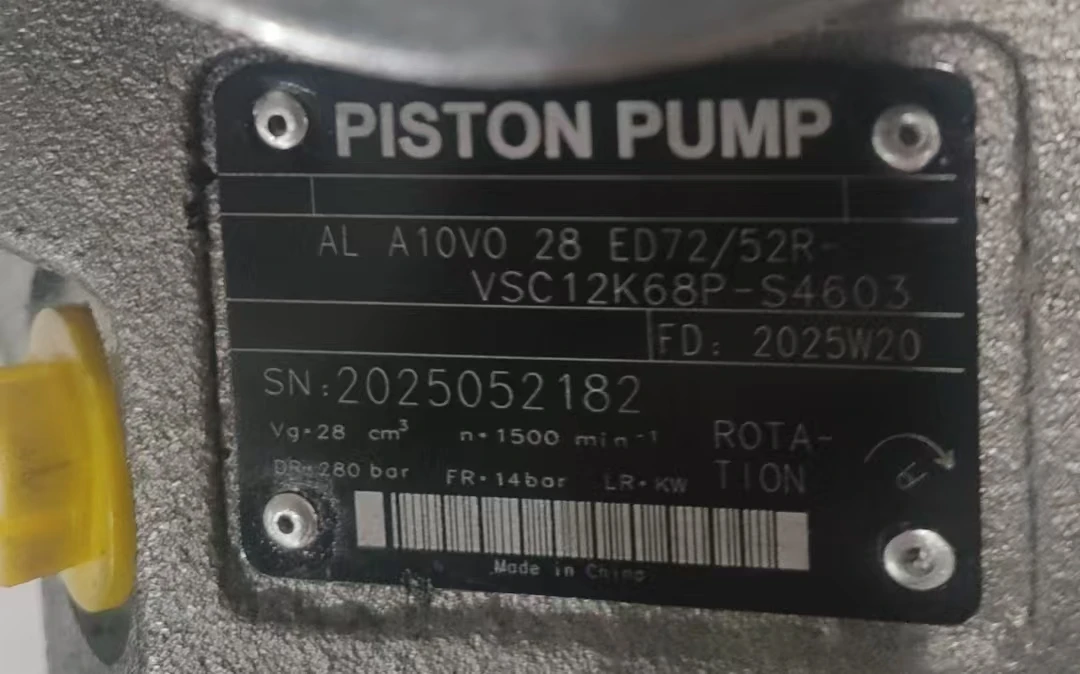 PISTON PUMP
AL A10VO 28 ED72/52R-
VSC12K68P-S4603
FD: 2025W20
SN:2025052182
Vg=28 cm³ n=1500 min⁻¹
DR=280 bar FR=14bar LR=KW
ROTA-
TION
R
Made in China